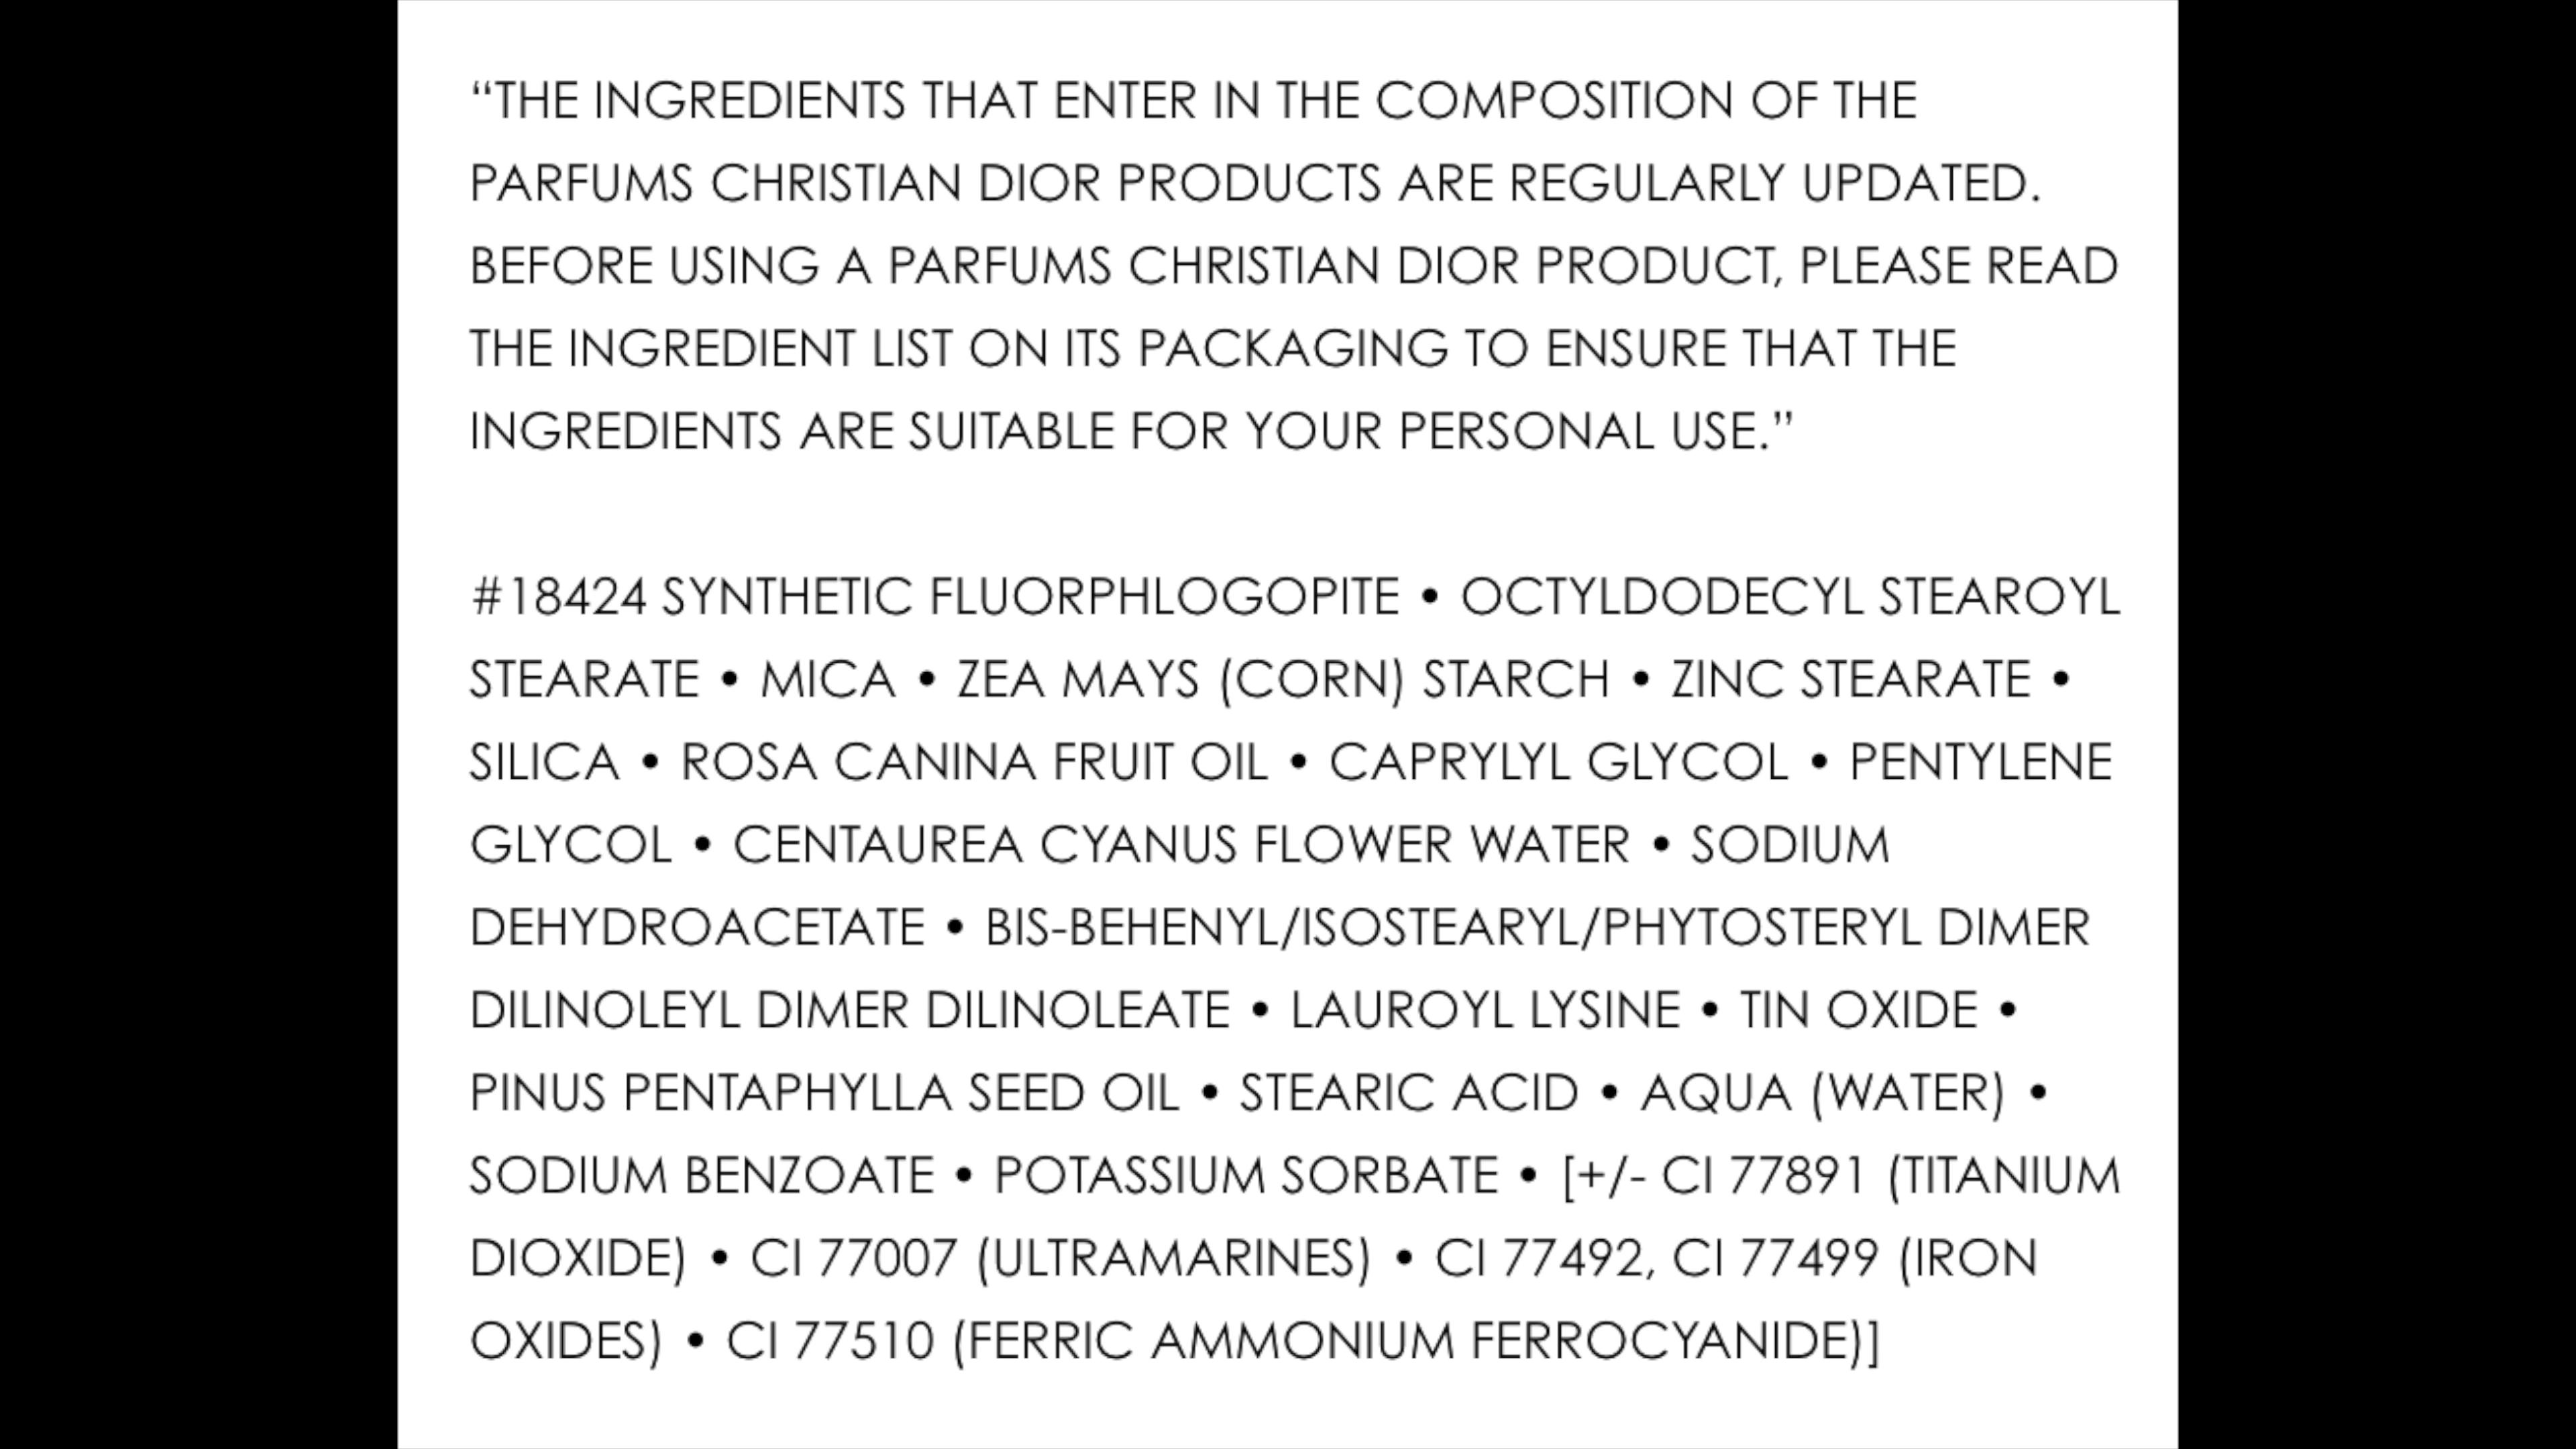 “THE INGREDIENTS THAT ENTER IN THE COMPOSITION OF THE
PARFUMS CHRISTIAN DIOR PRODUCTS ARE REGULARLY UPDATED.
BEFORE USING A PARFUMS CHRISTIAN DIOR PRODUCT, PLEASE READ
THE INGREDIENT LIST ON ITS PACKAGING TO ENSURE THAT THE
INGREDIENTS ARE SUITABLE FOR YOUR PERSONAL USE.”
#18424 SYNTHETIC FLUORPHLOGOPITE • OCTYLDODECYL STEAROYL
STEARATE • MICA • ZEA MAYS (CORN) STARCH • ZINC STEARATE •
SILICA • ROSA CANINA FRUIT OIL • CAPRYLYL GLYCOL • PENTYLENE
GLYCOL • CENTAUREA CYANUS FLOWER WATER • SODIUM
DEHYDROACETATE • BIS-BEHENYL/ISOSTEARYL/PHYTOSTERYL DIMER
DILINOLEYL DIMER DILINOLEATE • LAUROYL LYSINE • TIN OXIDE •
PINUS PENTAPHYLLA SEED OIL • STEARIC ACID • AQUA (WATER) •
SODIUM BENZOATE • POTASSIUM SORBATE • [+/- CI 77891 (TITANIUM
DIOXIDE) • CI 77007 (ULTRAMARINES) • CI 77492, CI 77499 (IRON
OXIDES) • CI 77510 (FERRIC AMMONIUM FERROCYANIDE)]